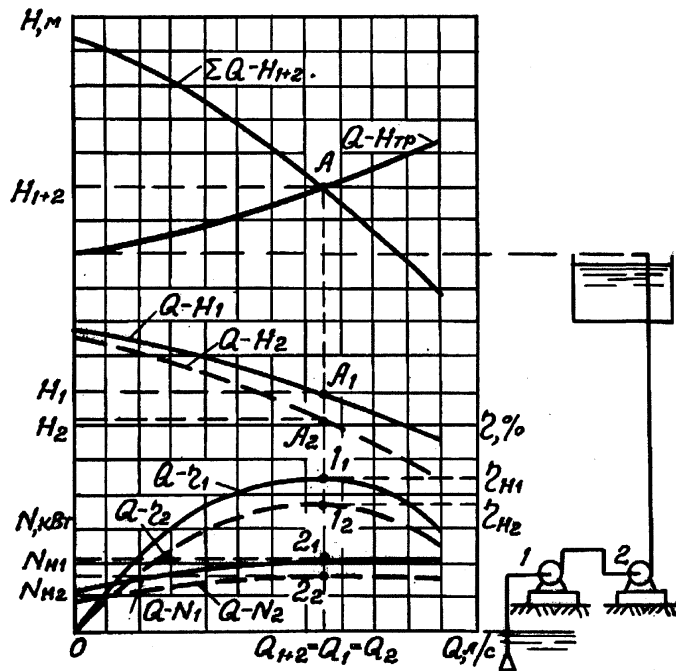 H,м
ΣQ-H1+2.
Q-Hтр
A
H1+2
Q-H1
Q-H2
H1
A1
H2
A2
η,%
Q-η1
1₁
ηн1
N,кВт
Q-η2
1₂
ηн2
Nн1
2₁
1
2
Nн2
2₂
Q-N1
Q-N2
0
Q1+2=Q1=Q2
Q,л/с